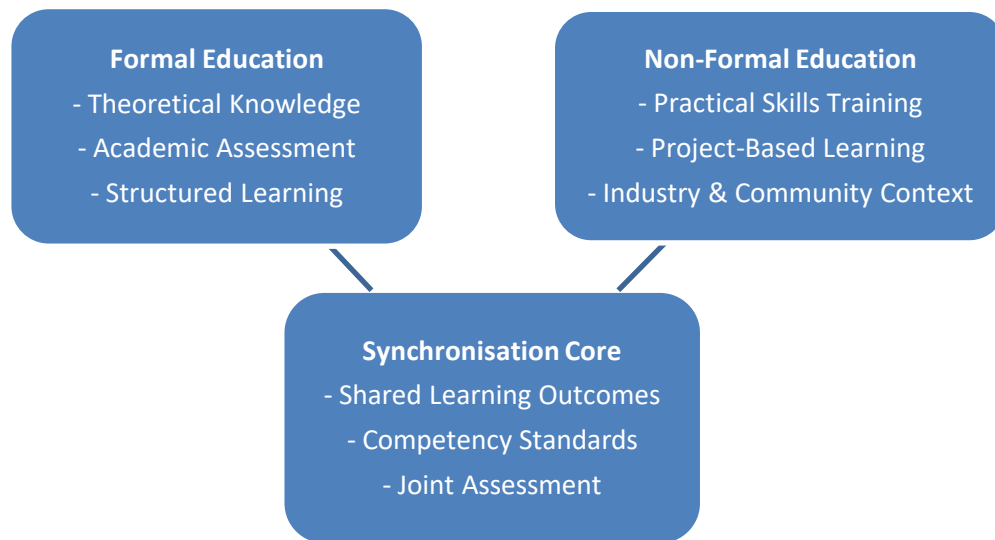 Formal Education
- Theoretical Knowledge
- Academic Assessment
- Structured Learning
Non-Formal Education
- Practical Skills Training
- Project-Based Learning
- Industry & Community Context
Synchronisation Core
- Shared Learning Outcomes
- Competency Standards
- Joint Assessment